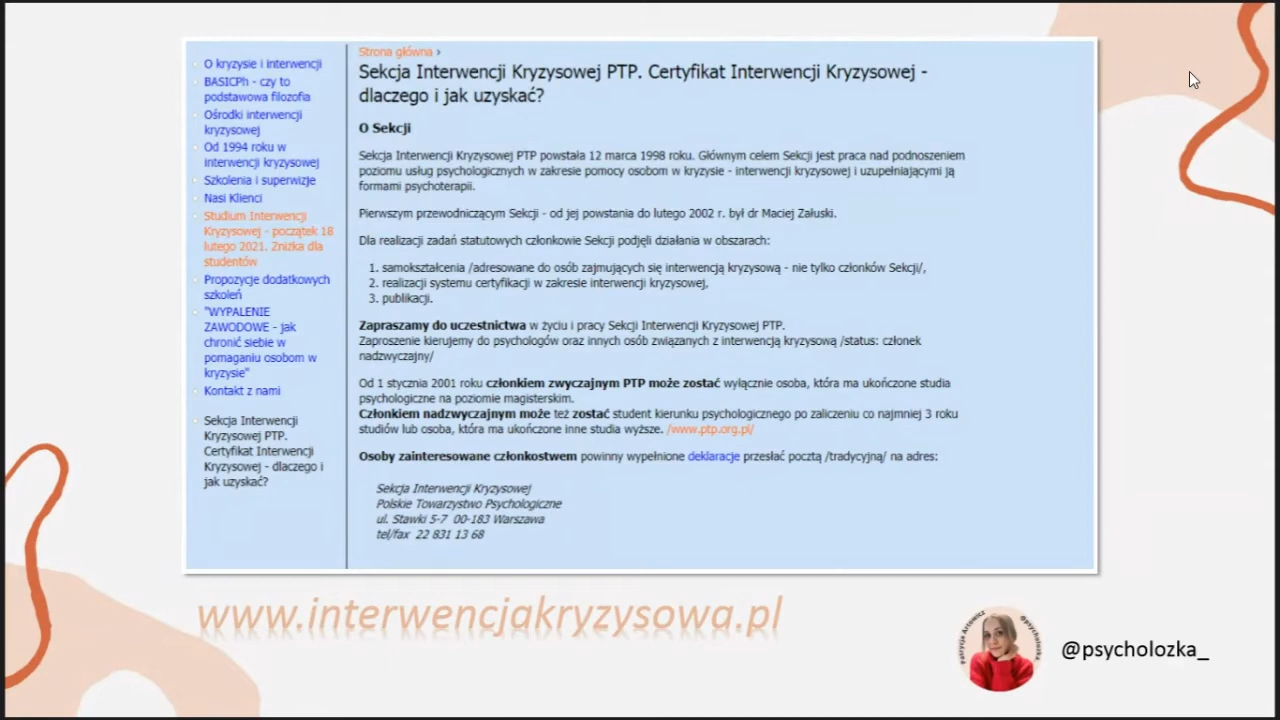 O kryzysie i interwencji
BASICPh - czy to
podstawowa filozofia
Ośrodki interwencji
kryzysowej
Od 1994 roku w
interwencji kryzysowej
Szkolenia i superwizje
Nasi Klienci
Studium Interwencji
Kryzysowej - początek 18
lutego 2021. Zniżka dla
studentów
Propozycje dodatkowych
szkoleń
"WYPALENIE
ZAWODOWE - jak
chronić siebie w
pomaganiu osobom w
kryzysie"
Kontakt z nami
Sekcja Interwencji
Kryzysowej PTP.
Certyfikat Interwencji
Kryzysowej - dlaczego i
jak uzyskać?
Strona główna ›
Sekcja Interwencji Kryzysowej PTP. Certyfikat Interwencji Kryzysowej -
dlaczego i jak uzyskać?
O Sekcji
Sekcja Interwencji Kryzysowej PTP powstała 12 marca 1998 roku. Głównym celem Sekcji jest praca nad podnoszeniem
poziomu usług psychologicznych w zakresie pomocy osobom w kryzysie - interwencji kryzysowej i uzupełniającymi ją
formami psychoterapii.
Pierwszym przewodniczącym Sekcji - od jej powstania do lutego 2002 r. był dr Maciej Załuski.
Dla realizacji zadań statutowych członkowie Sekcji podjęli działania w obszarach:
1. samokształcenia /adresowane do osób zajmujących się interwencją kryzysową - nie tylko członków Sekcji/,
2. realizacji systemu certyfikacji w zakresie interwencji kryzysowej,
3. publikacji.
Zapraszamy do uczestnictwa w życiu i pracy Sekcji Interwencji Kryzysowej PTP.
Zaproszenie kierujemy do psychologów oraz innych osób związanych z interwencją kryzysową /status: członek
nadzwyczajny/
Od 1 stycznia 2001 roku członkiem zwyczajnym PTP może zostać wyłącznie osoba, która ma ukończone studia
psychologiczne na poziomie magisterskim.
Członkiem nadzwyczajnym może też zostać student kierunku psychologicznego po zaliczeniu co najmniej 3 roku
studiów lub osoba, która ma ukończone inne studia wyższe. /www.ptp.org.pl/
Osoby zainteresowane członkostwem powinny wypełnione deklaracje przesłać pocztą /tradycyjną/ na adres:
Sekcja Interwencji Kryzysowej
Polskie Towarzystwo Psychologiczne
ul. Stawki 5-7 00-183 Warszawa
tel/fax 22 831 13 68
www.interwencjakryzysowa.pl
@psycholozka_